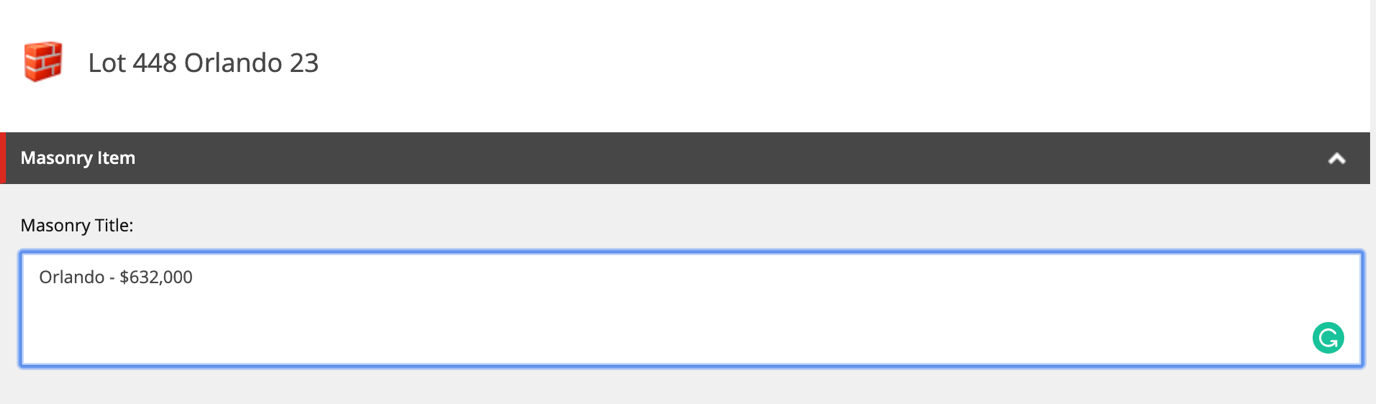 Lot 448 Orlando 23
Masonry Item
Masonry Title:
Orlando - $632,000